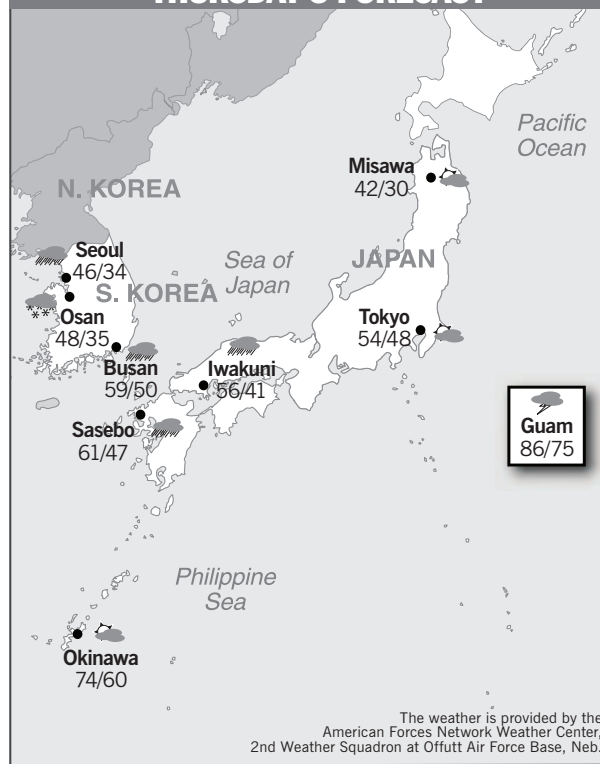 THURSDAY'S FORECAST
Pacific
Ocean
Misawa
42/30
N. KOREA
Seoul
46/34
Sea of
Japan
JAPAN
S. KOREA
Osan
48/35
Tokyo
54/48
Busan
59/50
Iwakuni
56/41
Sasebo
61/47
Guam
86/75
Philippine
Sea
Okinawa
74/60
The weather is provided by the
American Forces Network Weather Center,
2nd Weather Squadron at Offutt Air Force Base, Neb.